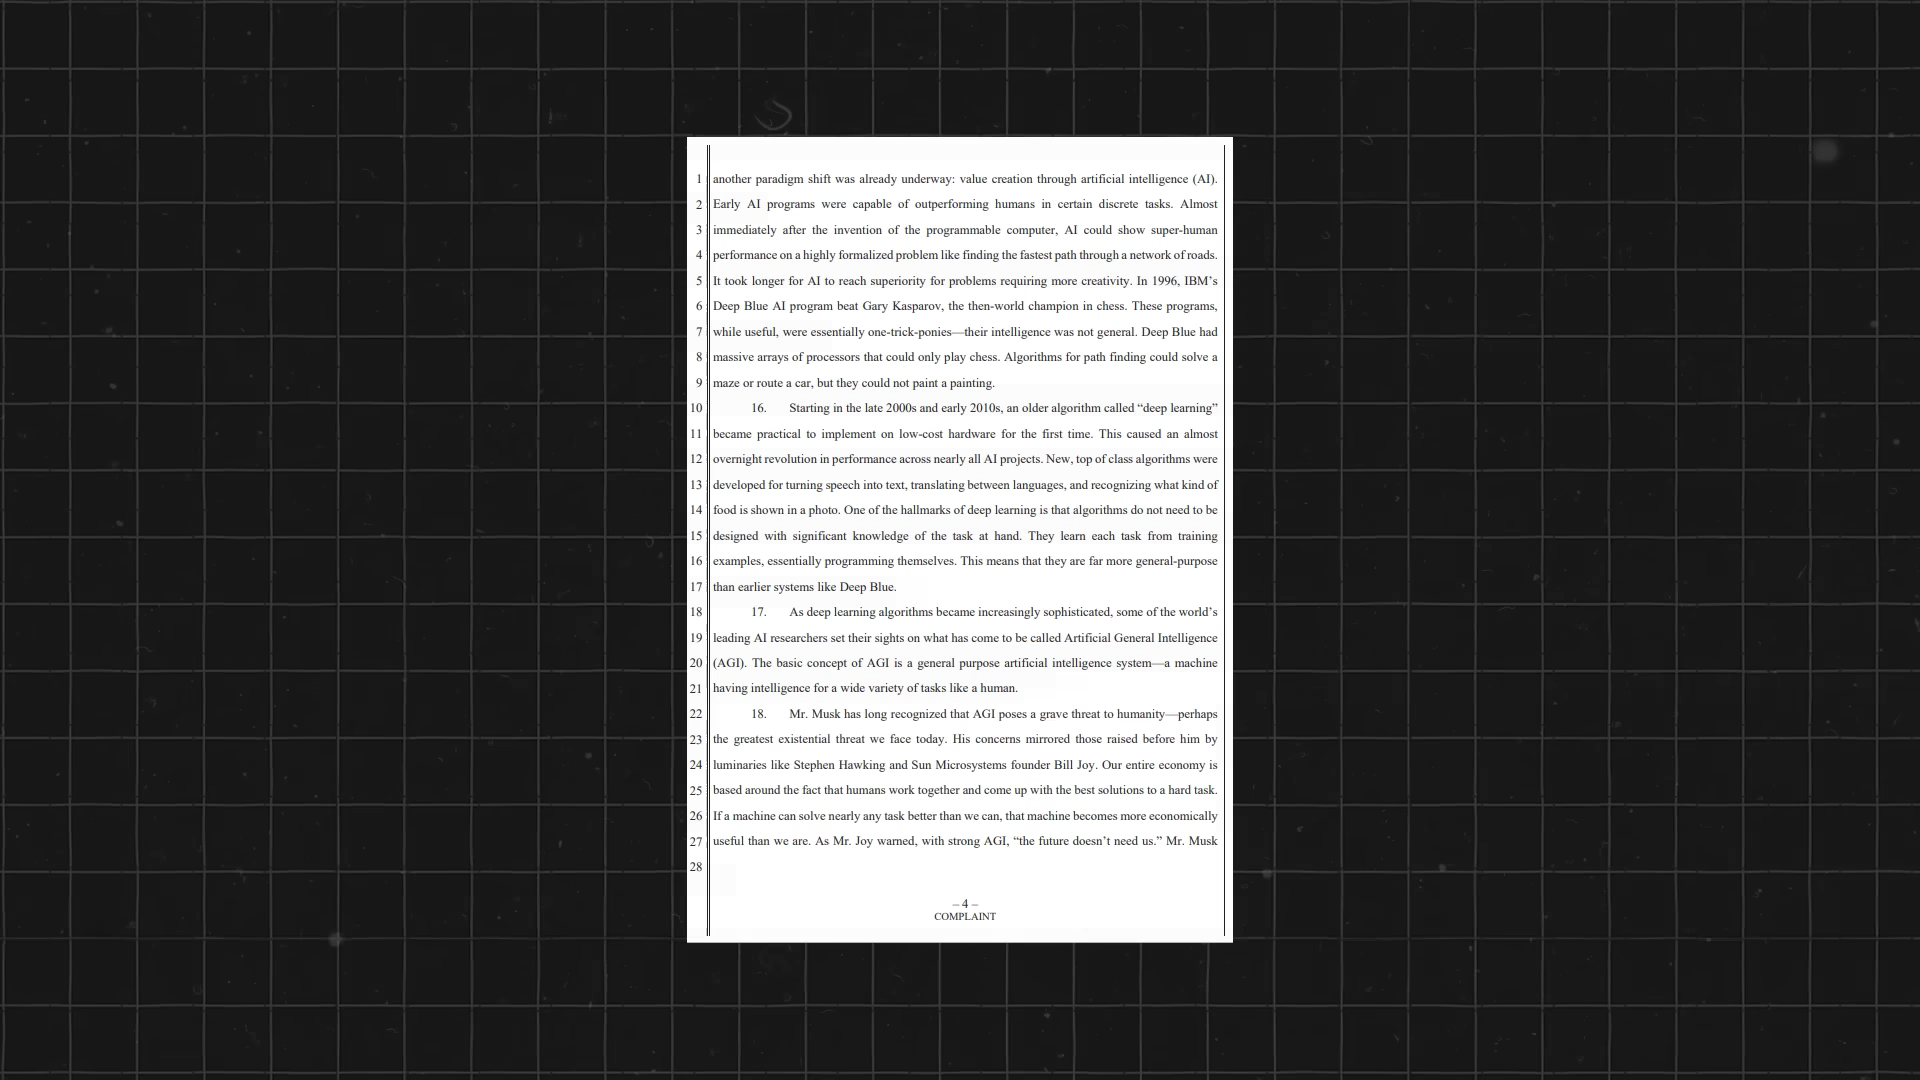 1 another paradigm shift was already underway: value creation through artificial intelligence (AI).
2 Early AI programs were capable of outperforming humans in certain discrete tasks. Almost
3 immediately after the invention of the programmable computer, AI could show super-human
4 performance on a highly formalized problem like finding the fastest path through a network of roads.
5 It took longer for AI to reach superiority for problems requiring more creativity. In 1996, IBM’s
6 Deep Blue AI program beat Gary Kasparov, the then-world champion in chess. These programs,
7 while useful, were essentially one-trick-ponies—their intelligence was not general. Deep Blue had
8 massive arrays of processors that could only play chess. Algorithms for path finding could solve a
9 maze or route a car, but they could not paint a painting.
10 16. Starting in the late 2000s and early 2010s, an older algorithm called “deep learning”
11 became practical to implement on low-cost hardware for the first time. This caused an almost
12 overnight revolution in performance across nearly all AI projects. New, top of class algorithms were
13 developed for turning speech into text, translating between languages, and recognizing what kind of
14 food is shown in a photo. One of the hallmarks of deep learning is that algorithms do not need to be
15 designed with significant knowledge of the task at hand. They learn each task from training
16 examples, essentially programming themselves. This means that they are far more general-purpose
17 than earlier systems like Deep Blue.
18 17. As deep learning algorithms became increasingly sophisticated, some of the world’s
19 leading AI researchers set their sights on what has come to be called Artificial General Intelligence
20 (AGI). The basic concept of AGI is a general purpose artificial intelligence system—a machine
21 having intelligence for a wide variety of tasks like a human.
22 18. Mr. Musk has long recognized that AGI poses a grave threat to humanity—perhaps
23 the greatest existential threat we face today. His concerns mirrored those raised before him by
24 luminaries like Stephen Hawking and Sun Microsystems founder Bill Joy. Our entire economy is
25 based around the fact that humans work together and come up with the best solutions to a hard task.
26 If a machine can solve nearly any task better than we can, that machine becomes more economically
27 useful than we are. As Mr. Joy warned, with strong AGI, “the future doesn’t need us.” Mr. Musk
28
– 4 –
COMPLAINT